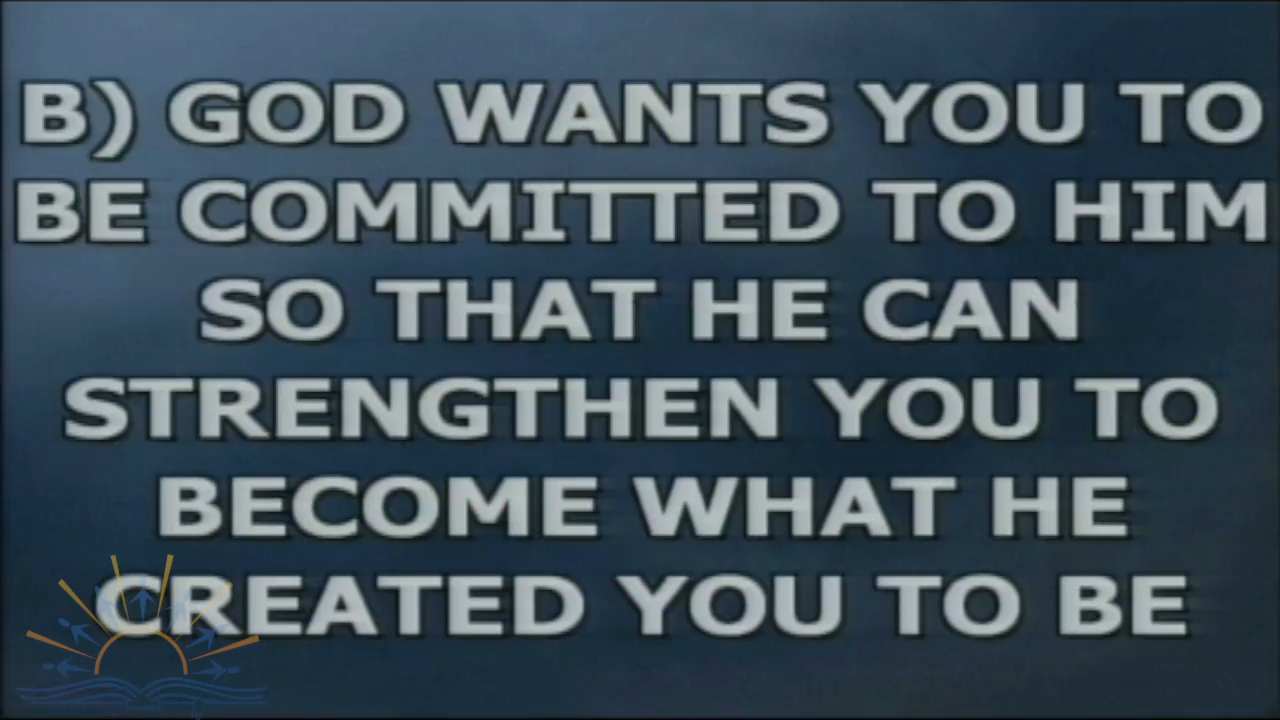 B) GOD WANTS YOU TO
BE COMMITTED TO HIM
SO THAT HE CAN
STRENGTHEN YOU TO
BECOME WHAT HE
CREATED YOU TO BE